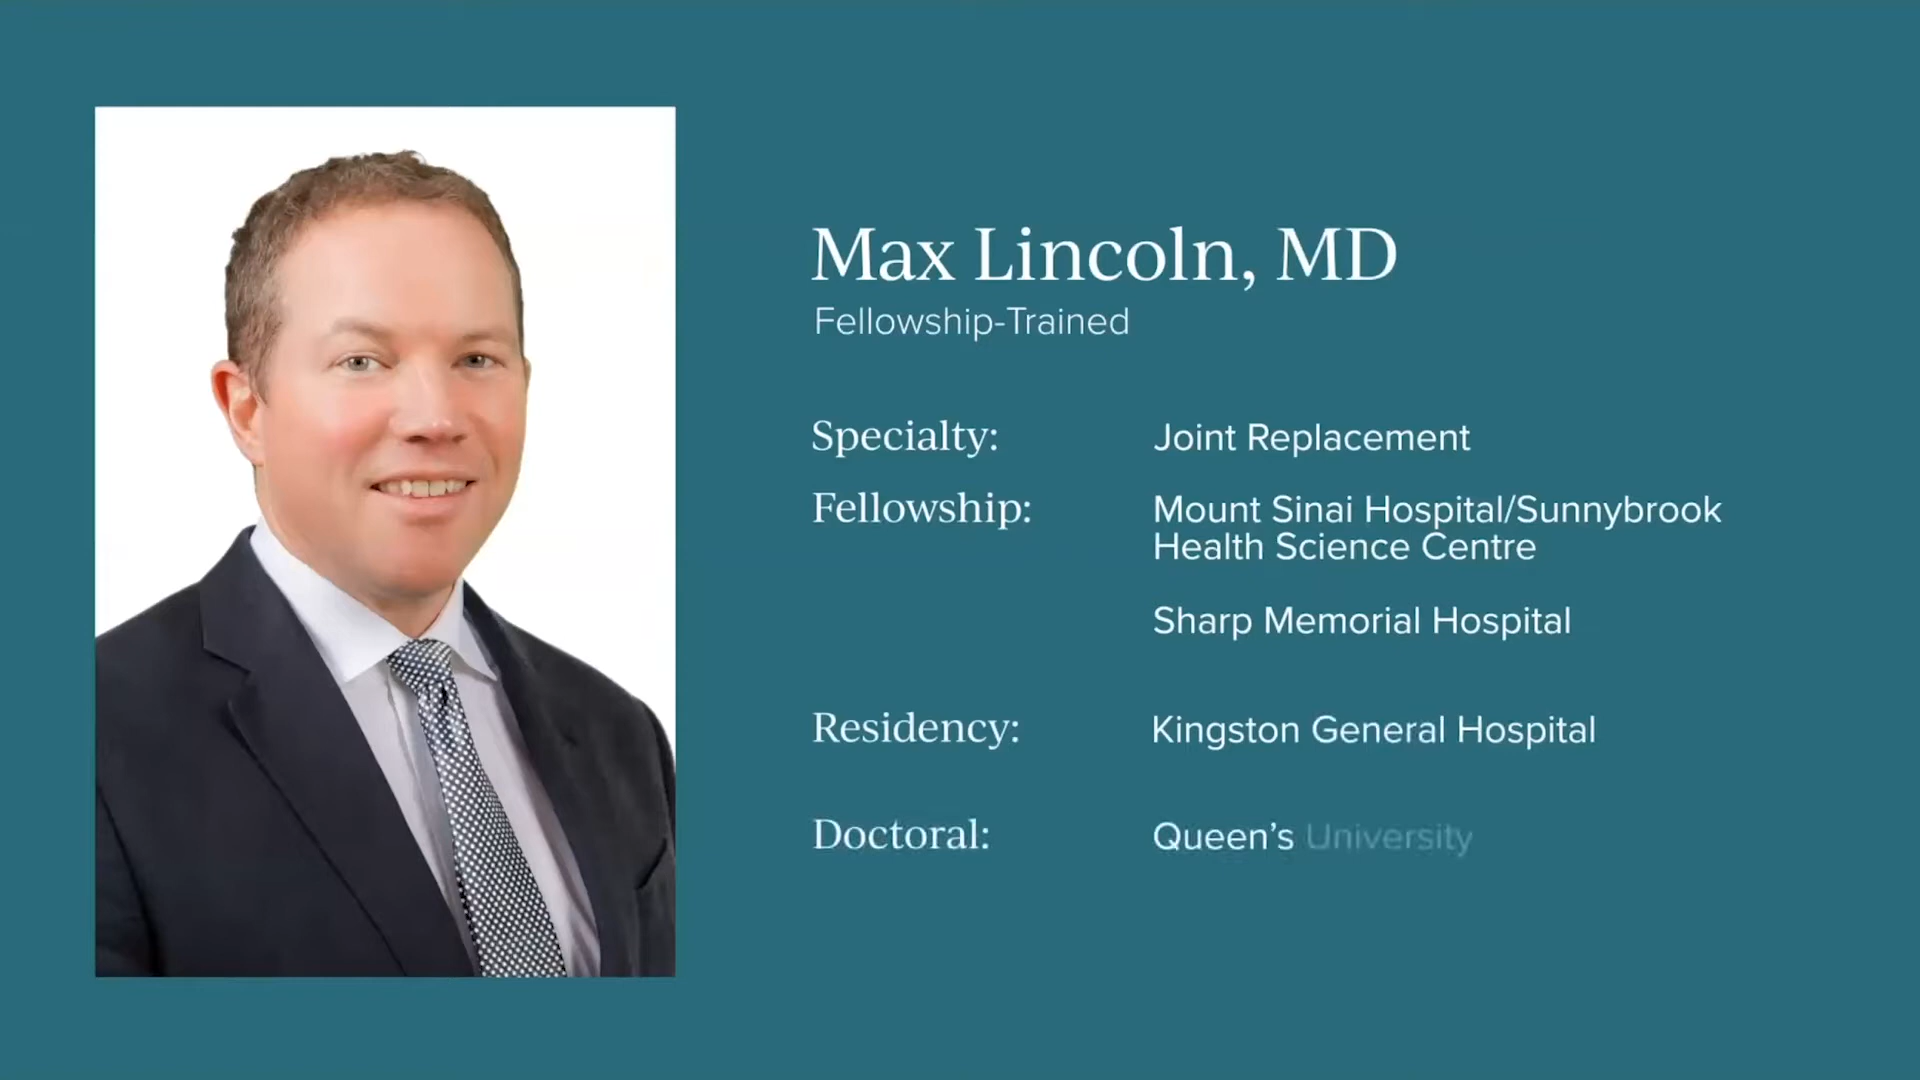 Max Lincoln, MD
Fellowship-Trained
Specialty: Joint Replacement
Fellowship: Mount Sinai Hospital/Sunnybrook
Health Science Centre
Sharp Memorial Hospital
Residency: Kingston General Hospital
Doctoral: Queen’s University